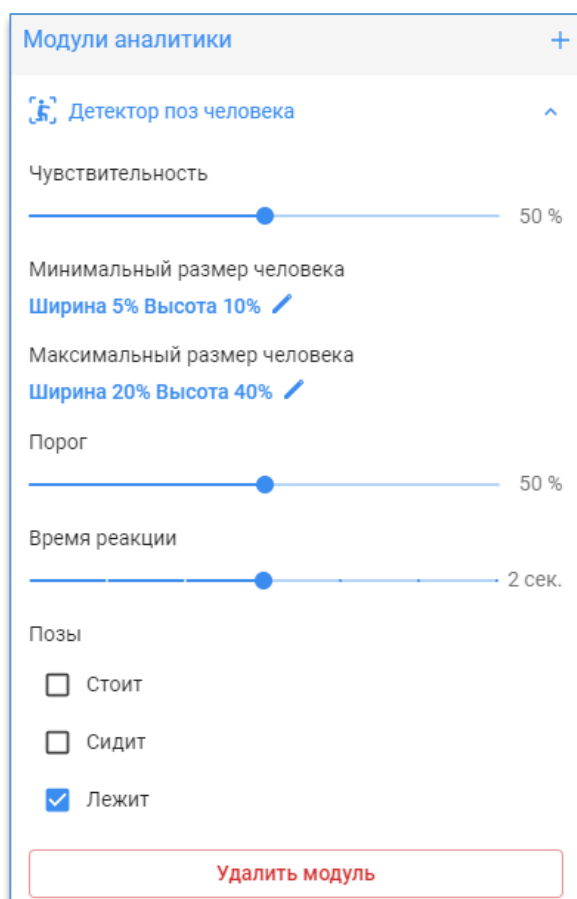 Модули аналитики +
Детектор поз человека
Чувствительность
50 %
Минимальный размер человека
Ширина 5% Высота 10%
Максимальный размер человека
Ширина 20% Высота 40%
Порог
50 %
Время реакции
2 сек.
Позы
Стоит
Сидит
Лежит
Удалить модуль